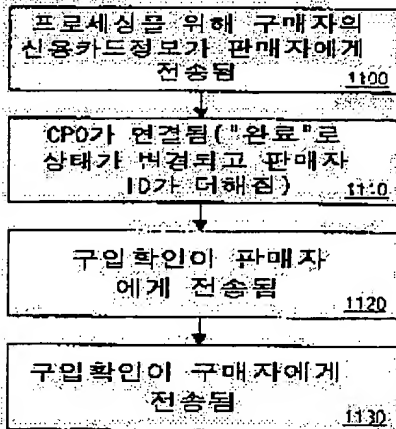 프로세싱을 위해 구매자의
신용카드정보가 판매자에게
전송됨
1100
CPO가 연결됨("완료"로
상태가 변경되고 판매자
ID가 더해짐)
1110
구입확인이 판매자
에게 전송됨
1120
구입확인이 구매자에게
전송됨
1130